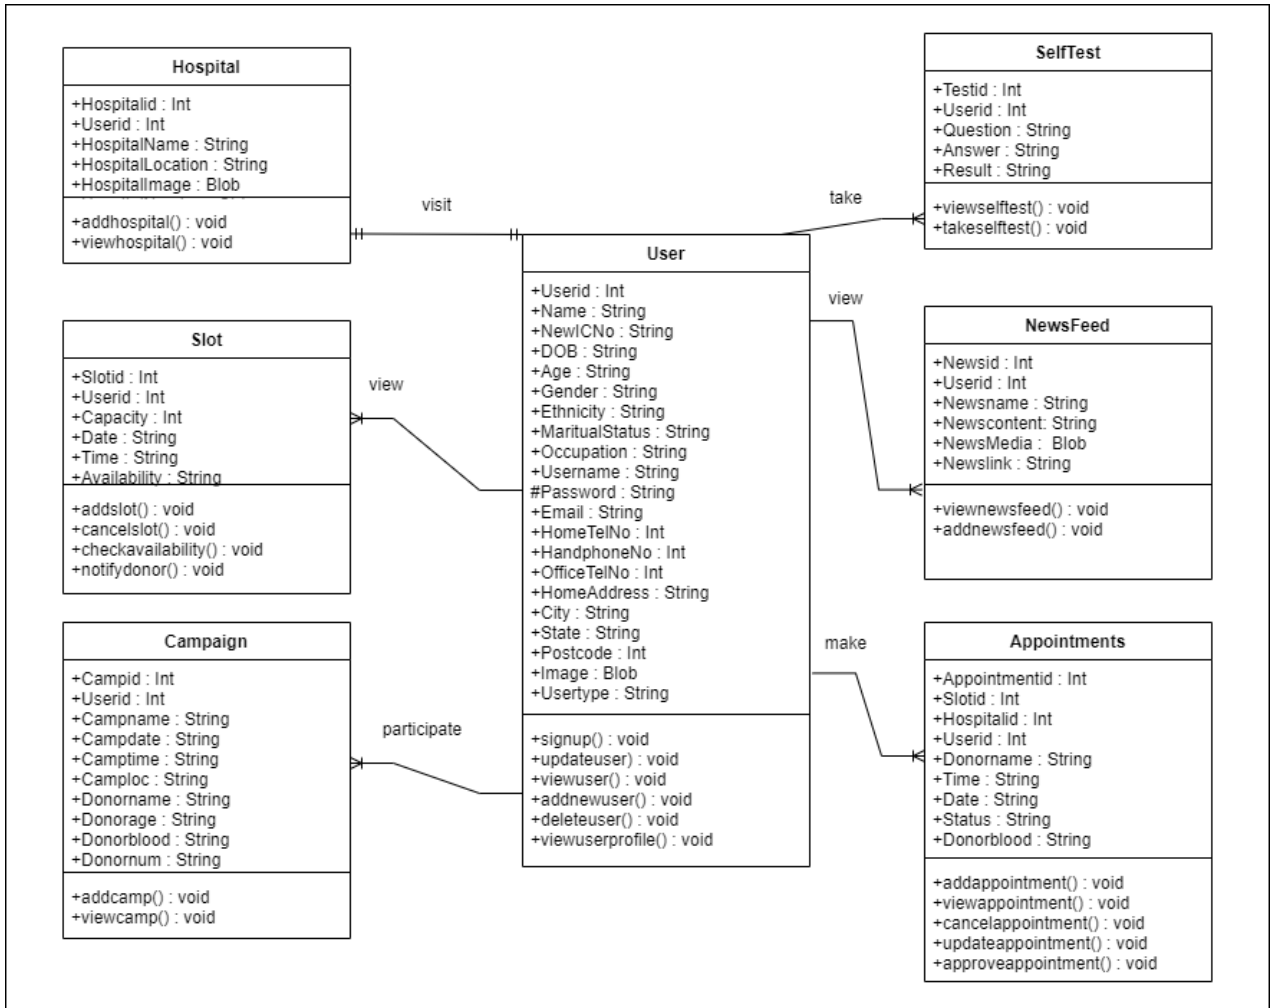 Hospital
+Hospitalid : Int
+Userid : Int
+HospitalName : String
+HospitalLocation : String
+HospitalImage : Blob
+addhospital() : void
+viewhospital() : void
visit
Slot
+Slotid : Int
+Userid : Int
+Capacity : Int
+Date : String
+Time : String
+Availability : String
+addslot() : void
+cancelslot() : void
+checkavailability() : void
+notifydonor() : void
view
Campaign
+Campid : Int
+Userid : Int
+Campname : String
+Campdate : String
+Camptime : String
+Camploc : String
+Donorname : String
+Donorage : String
+Donorblood : String
+Donornum : String
+addcamp() : void
+viewcamp() : void
participate
User
+Userid : Int
+Name : String
+NewICNo : String
+DOB : String
+Age : String
+Gender : String
+Ethnicity : String
+MaritualStatus : String
+Occupation : String
+Username : String
#Password : String
+Email : String
+HomeTelNo : Int
+HandphoneNo : Int
+OfficeTelNo : Int
+HomeAddress : String
+City : String
+State : String
+Postcode : Int
+Image : Blob
+Usertype : String
+signup() : void
+updateuser) : void
+viewuser() : void
+addnewuser() : void
+deleteuser() : void
+viewuserprofile() : void
take
SelfTest
+Testid : Int
+Userid : Int
+Question : String
+Answer : String
+Result : String
+viewselftest() : void
+takeselftest() : void
view
NewsFeed
+Newsid : Int
+Userid : Int
+Newsname : String
+Newscontent: String
+NewsMedia :  Blob
+Newslink : String
+viewnewsfeed() : void
+addnewsfeed() : void
make
Appointments
+Appointmentid : Int
+Slotid : Int
+Hospitalid : Int
+Userid : Int
+Donorname : String
+Time : String
+Date : String
+Status : String
+Donorblood : String
+addappointment() : void
+viewappointment() : void
+cancelappointment() : void
+updateappointment() : void
+approveappointment() : void